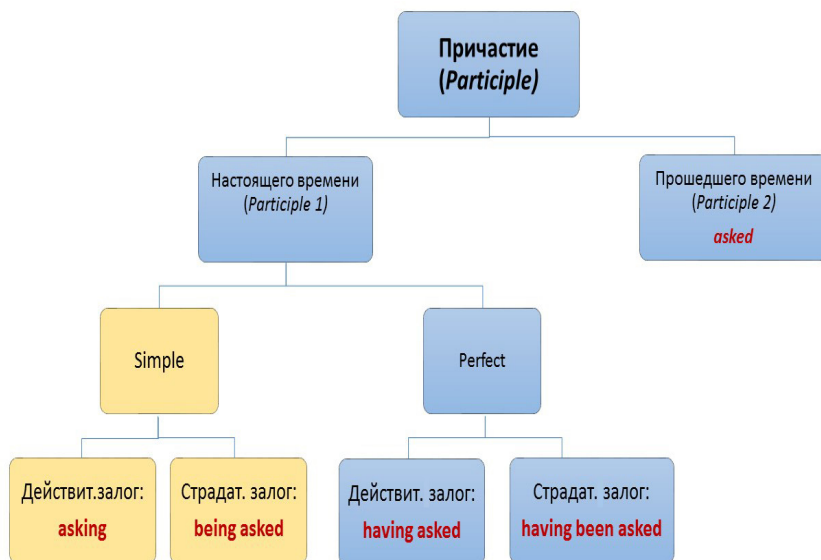 Причастие
(Participle)
Настоящего времени
(Participle 1)
Прошедшего времени
(Participle 2)
asked
Simple
Perfect
Действит.залог:
asking
Страдат. залог:
being asked
Действит. залог:
having asked
Страдат. залог:
having been asked